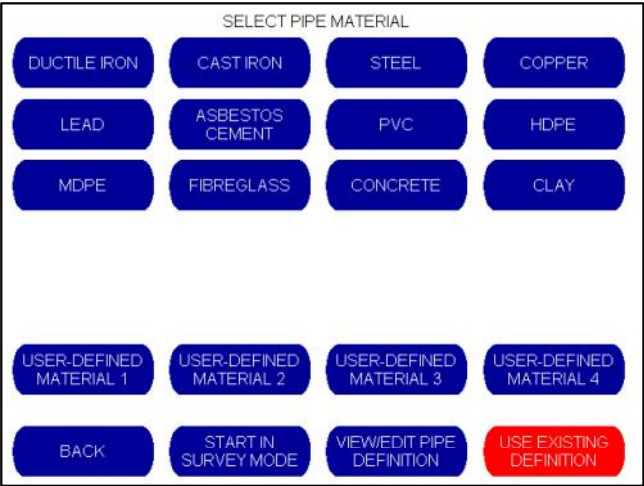 SELECT PIPE MATERIAL
DUCTILE IRON
CAST IRON
STEEL
COPPER
LEAD
ASBESTOS
CEMENT
PVC
HDPE
MDPE
FIBREGLASS
CONCRETE
CLAY
USER-DEFINED
MATERIAL 1
USER-DEFINED
MATERIAL 2
USER-DEFINED
MATERIAL 3
USER-DEFINED
MATERIAL 4
BACK
START IN
SURVEY MODE
VIEW/EDIT PIPE
DEFINITION
USE EXISTING
DEFINITION